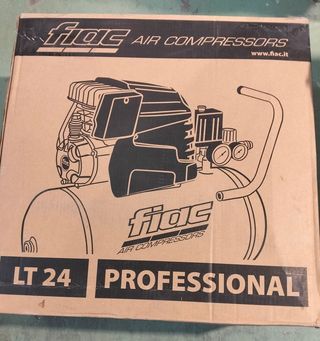 fiac AIR COMPRESSORS
www.fiac.it
fiac
AIR COMPRESSORS
LT 24 PROFESSIONAL